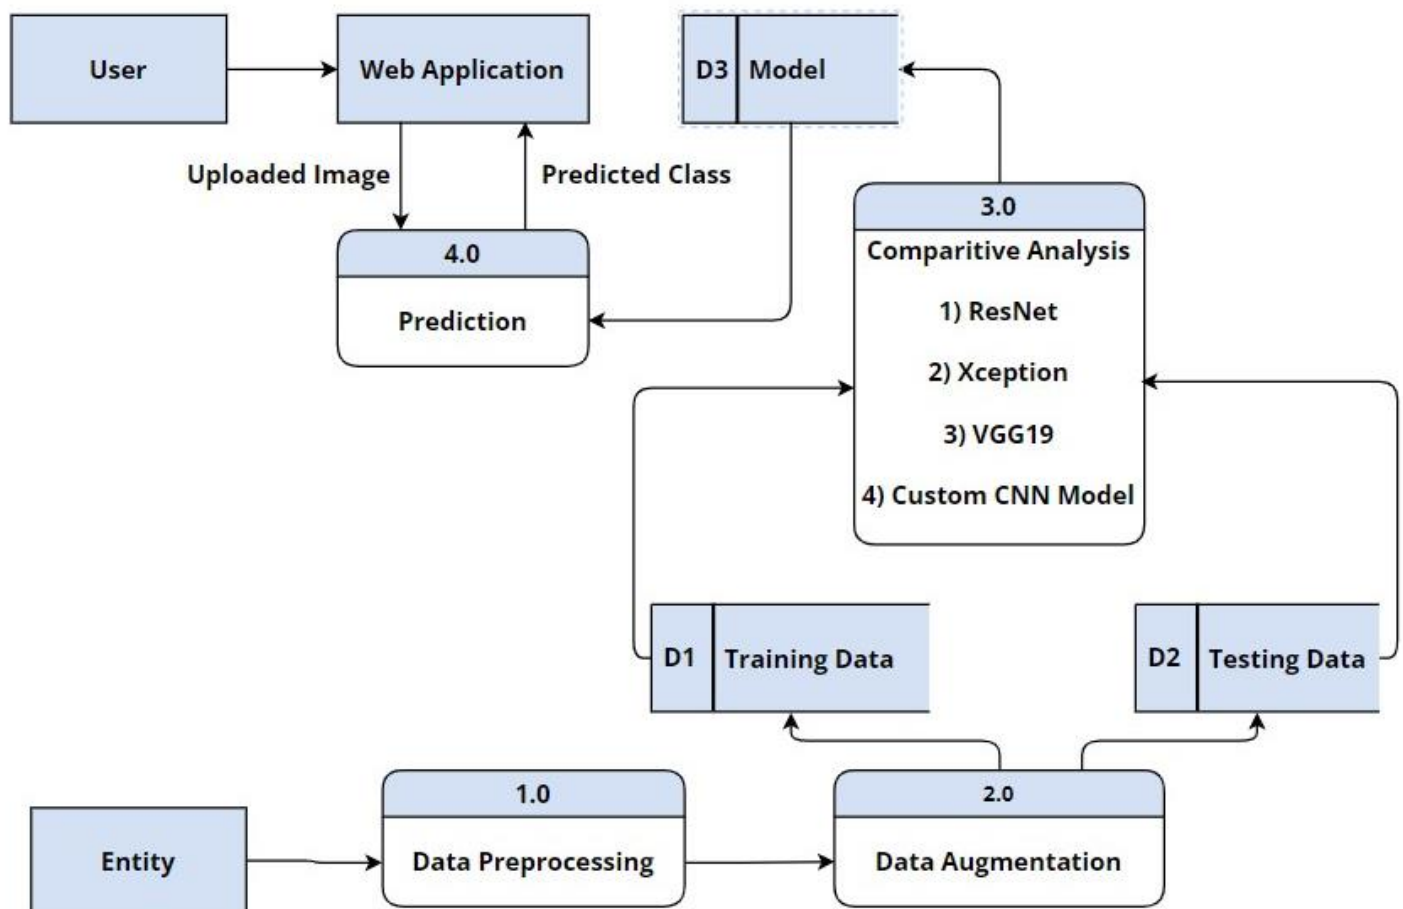 User
Web Application
D3 Model
Uploaded Image
Predicted Class
4.0
Prediction
3.0
Comparitive Analysis
1) ResNet
2) Xception
3) VGG19
4) Custom CNN Model
D1 Training Data
D2 Testing Data
1.0
Data Preprocessing
2.0
Data Augmentation
Entity